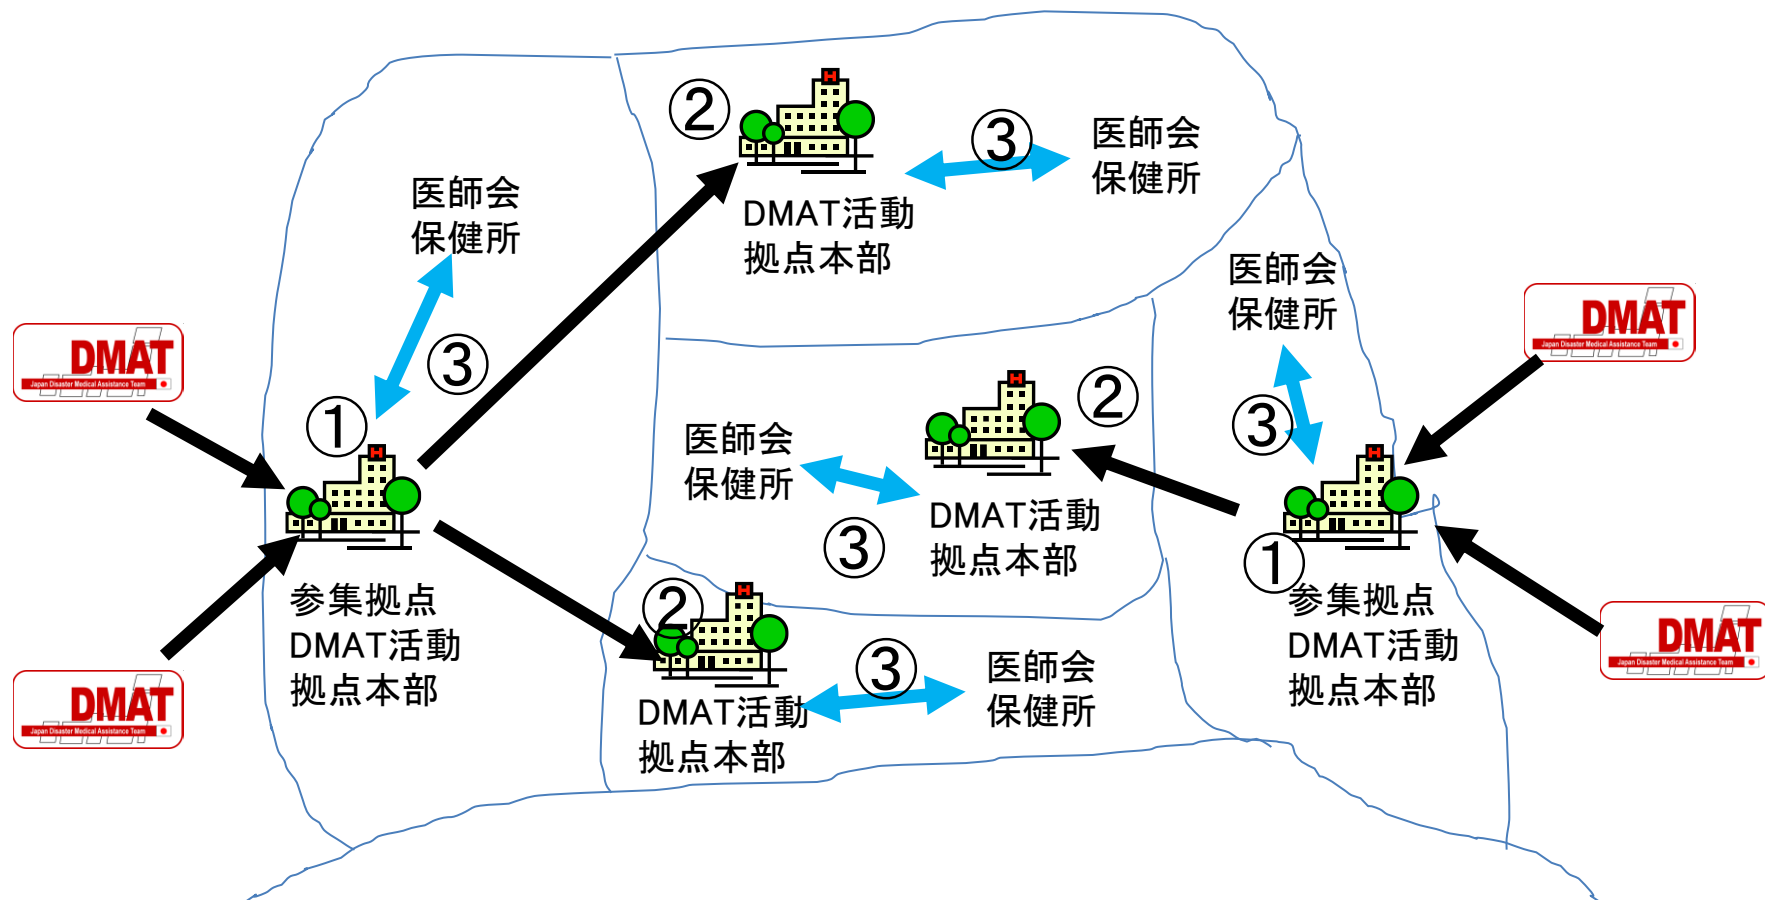 ②
H
③
医師会
保健所
DMAT活動
拠点本部
医師会
保健所
③
①
H
参集拠点
DMAT活動
拠点本部
DMAT
Japan Disaster Medical Assistance Team
DMAT
Japan Disaster Medical Assistance Team
医師会
保健所
③
H
②
DMAT活動
拠点本部
②
H
DMAT活動
拠点本部
③
医師会
保健所
医師会
保健所
③
H
①
参集拠点
DMAT活動
拠点本部
DMAT
Japan Disaster Medical Assistance Team
DMAT
Japan Disaster Medical Assistance Team